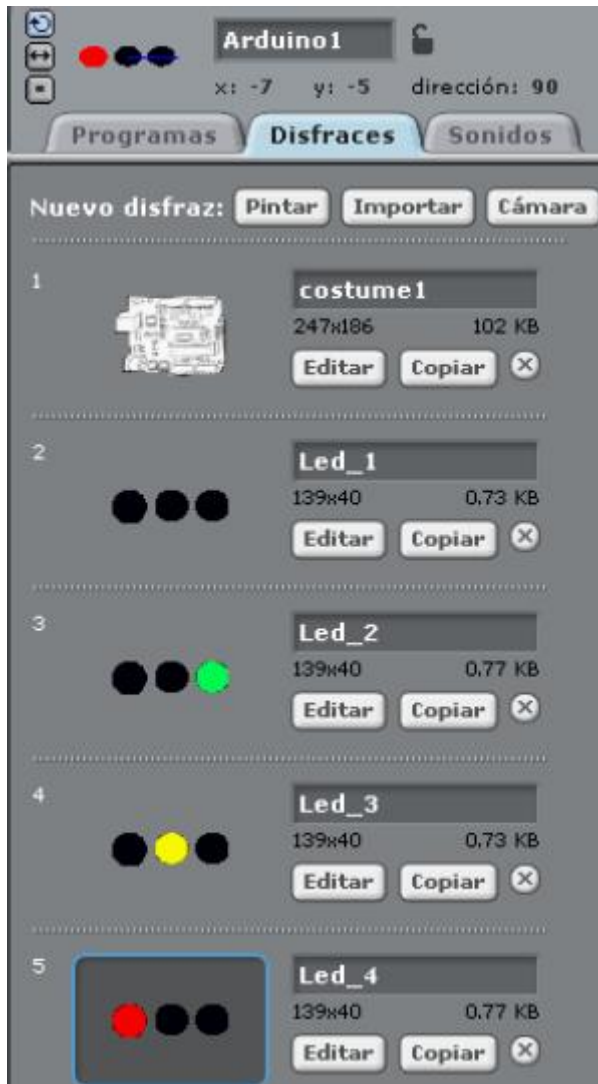 Arduino1
x: -7 y: -5 dirección: 90
Programas Disfraces Sonidos
Nuevo disfraz: Pintar Importar Cámara
1
costume1
247x186 102 KB
Editar Copiar
2
Led_1
139x40 0,73 KB
Editar Copiar
3
Led_2
139x40 0,77 KB
Editar Copiar
4
Led_3
139x40 0,73 KB
Editar Copiar
5
Led_4
139x40 0,77 KB
Editar Copiar